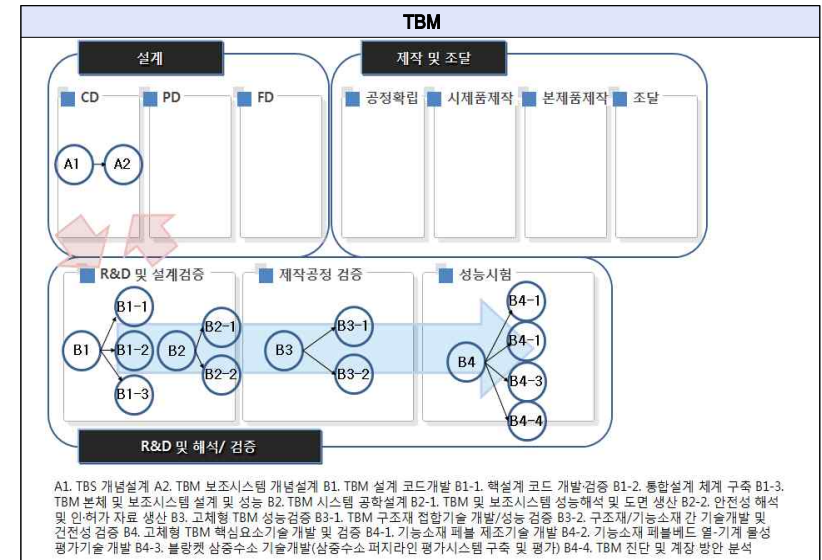 TBM
설계
제작 및 조달
CD
PD
FD
공정확립
시제품제작
본제품제작
조달
A1
A2
R&D 및 설계검증
제작공정 검증
성능시험
B1-1
B4-1
B2-1
B3-1
B1
B1-2
B2
B3
B4
B4-1
B2-2
B3-2
B4-3
B1-3
B4-4
R&D 및 해석/ 검증
A1. TBS 개념설계 A2. TBM 보조시스템 개념설계 B1. TBM 설계 코드개발 B1-1. 핵설계 코드 개발·검증 B1-2. 통합설계 체계 구축 B1-3.
TBM 본체 및 보조시스템 설계 및 성능 B2. TBM 시스템 공학설계 B2-1. TBM 및 보조시스템 성능해석 및 도면 생산 B2-2. 안전성 해석
및 인·허가 자료 생산 B3. 고체형 TBM 성능검증 B3-1. TBM 구조재 접합기술 개발/성능 검증 B3-2. 구조재/기능소재 간 기술개발 및
건전성 검증 B4. 고체형 TBM 핵심요소기술 개발 및 검증 B4-1. 기능소재 페블 제조기술 개발 B4-2. 기능소재 페블베드 열-기계 물성
평가기술 개발 B4-3. 블랑켓 삼중수소 기술개발(삼중수소 퍼지라인 평가시스템 구축 및 평가) B4-4. TBM 진단 및 계장 방안 분석